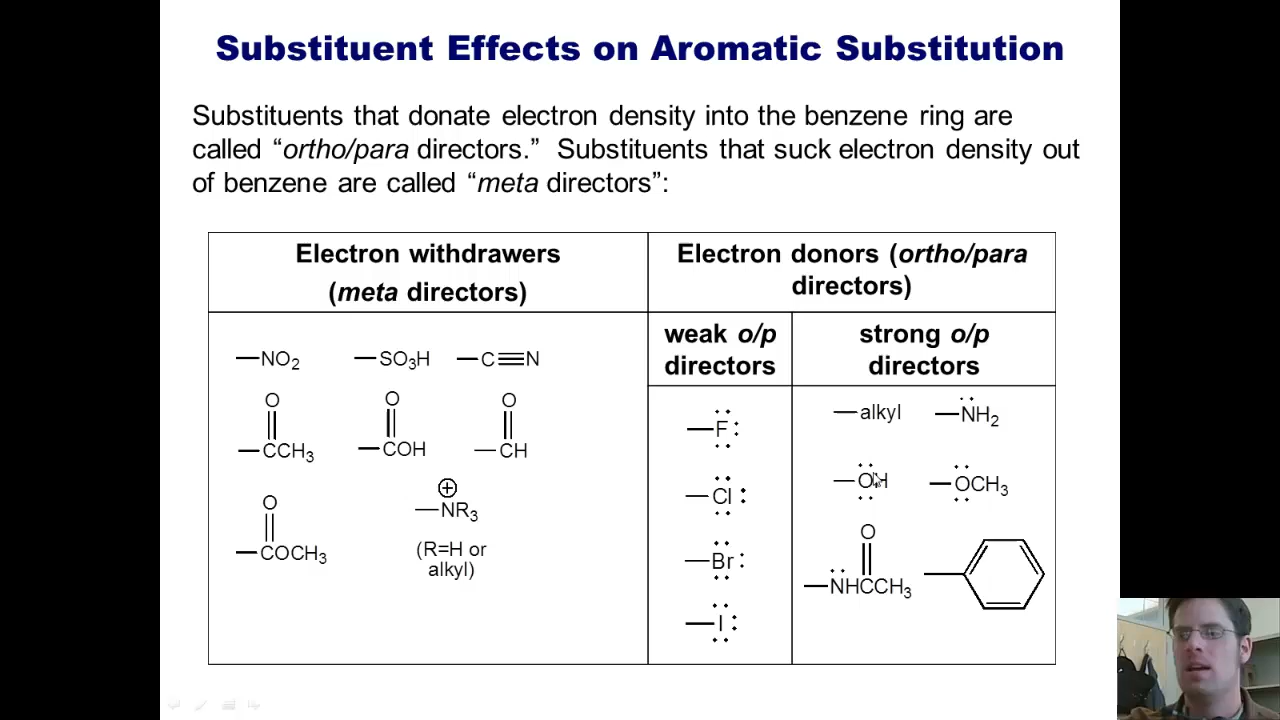 Substituent Effects on Aromatic Substitution
Substituents that donate electron density into the benzene ring are
called “ortho/para directors.” Substituents that suck electron density out
of benzene are called “meta directors”:
Electron withdrawers
(meta directors)
Electron donors (ortho/para
directors)
weak o/p
directors
strong o/p
directors
NO2 SO3H C≡N
O O O
CCH3 COH CH
O
COCH3
⊕
NR3
(R=H or
alkyl)
F
Cl
Br
I
alkyl NH2
OH OCH3
O
NHCCH3